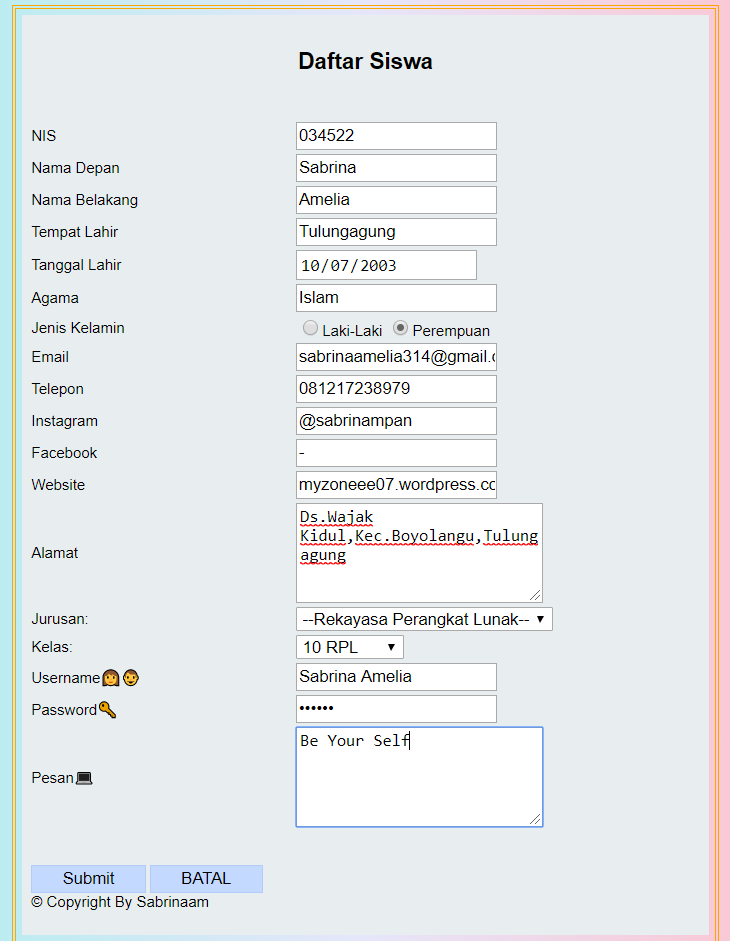 Daftar Siswa
NIS 034522
Nama Depan Sabrina
Nama Belakang Amelia
Tempat Lahir Tulungagung
Tanggal Lahir 10/07/2003
Agama Islam
Jenis Kelamin Laki-Laki Perempuan
Email sabrinaamelia314@gmail.c
Telepon 081217238979
Instagram @sabrinampan
Facebook -
Website myzoneee07.wordpress.co
Alamat Ds.Wajak
Kidul,Kec.Boyolangu,Tulung
agung
Jurusan: --Rekayasa Perangkat Lunak--
Kelas: 10 RPL
Username👩👨 Sabrina Amelia
Password🔑 ••••••
Pesan💻 Be Your Self
Submit BATAL
© Copyright By Sabrinaam